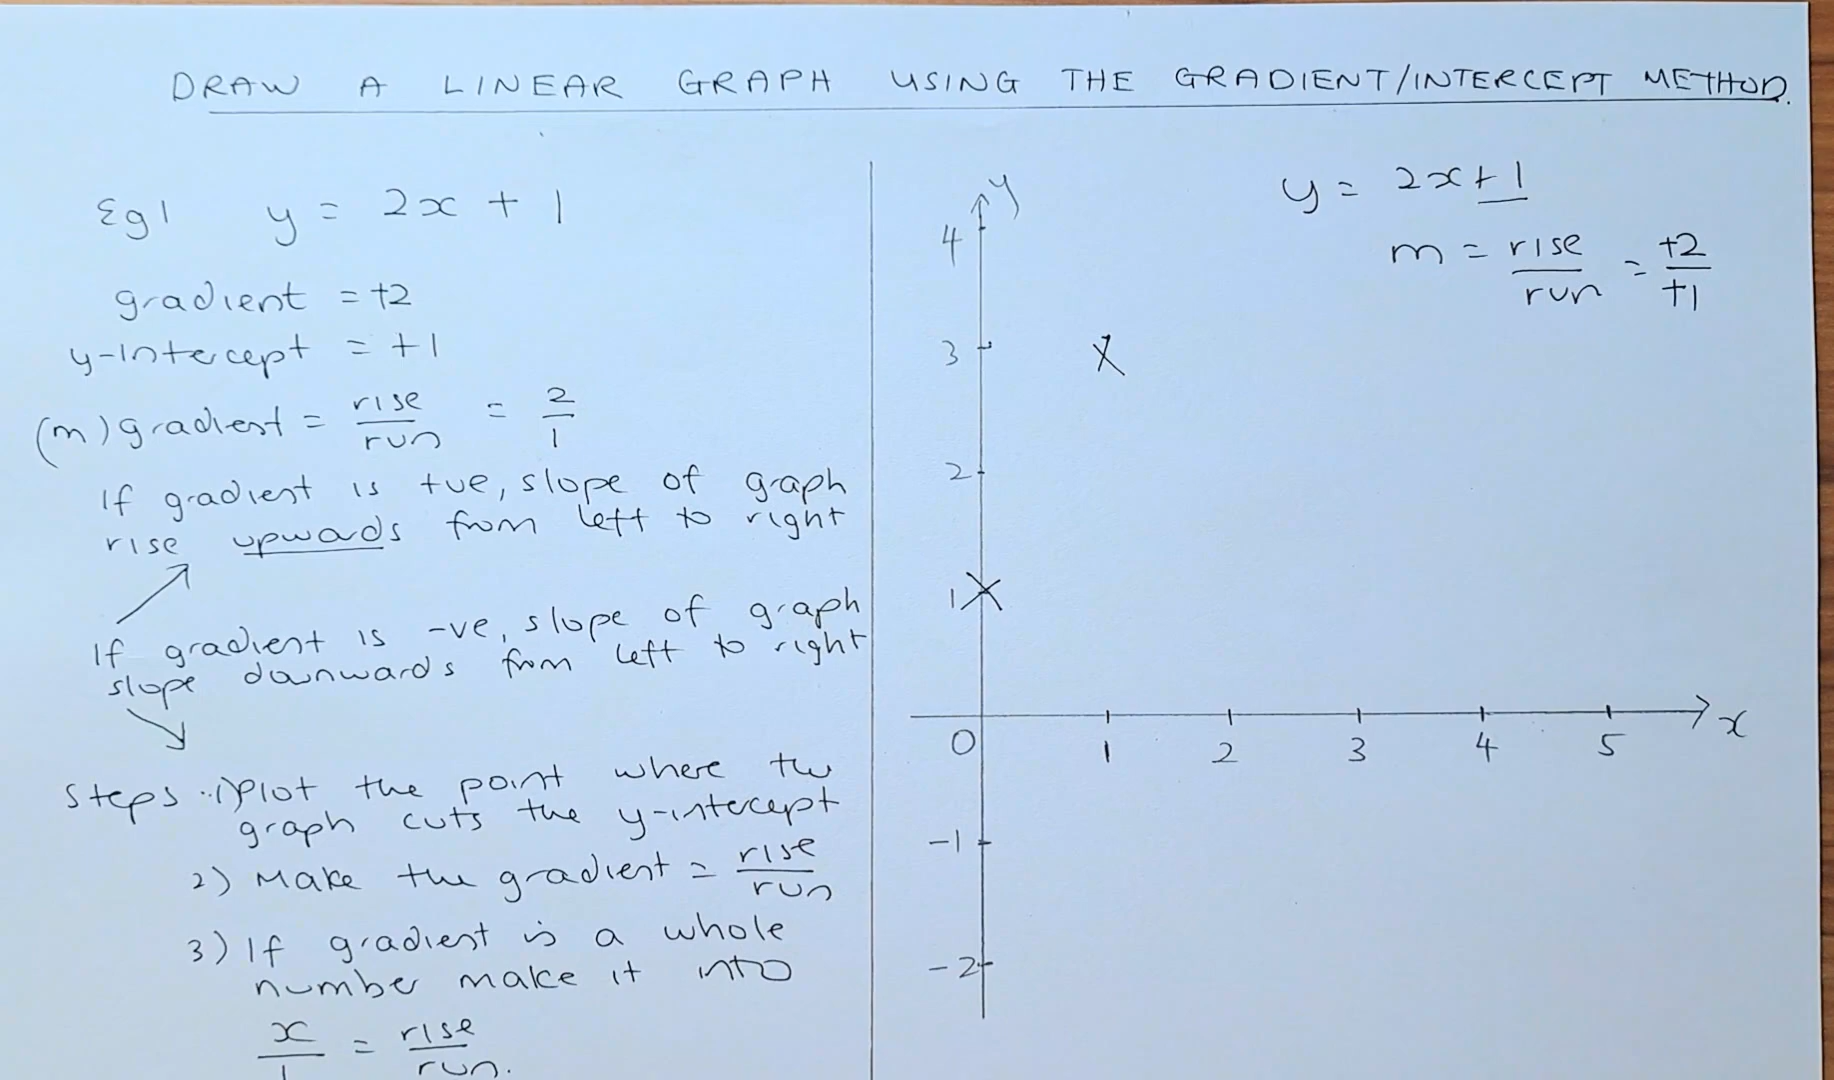 DRAW A LINEAR GRAPH USING THE GRADIENT/INTERCEPT METHOD.
Eg1 y = 2x + 1
gradient = +2
y-intercept = +1
(m) gradient = rise/run = 2/1
If gradient is +ve, slope of graph
rise upwards from left to right
If gradient is -ve, slope of graph
slope downwards from left to right
Steps :1) Plot the point where the
graph cuts the y-intercept
2) Make the gradient = rise/run
3) If gradient is a whole
number make it into
x/1 = rise/run.
y = 2x + 1
m = rise/run = +2/+1
y
4
3
2
1
0 1 2 3 4 5 x
-1
-2